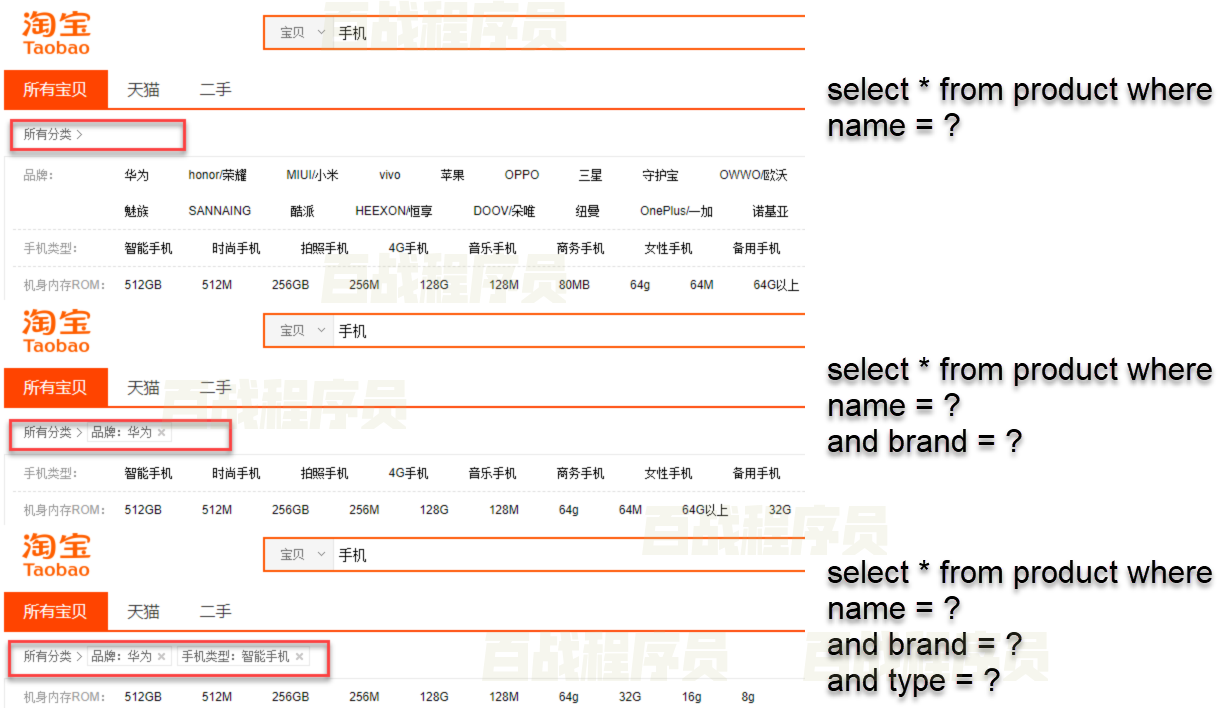 淘宝
Taobao
宝贝 手机
所有宝贝 天猫 二手
所有分类 >
品牌: 华为 honor/荣耀 MIUI/小米 vivo 苹果 OPPO 三星 守护宝 OWWO/欧沃
魅族 SANNAING 酷派 HEEXON/恒享 DOOV/朵唯 纽曼 OnePlus/一加 诺基亚
手机类型: 智能手机 时尚手机 拍照手机 4G手机 音乐手机 商务手机 女性手机 备用手机
机身内存ROM: 512GB 512M 256GB 256M 128G 128M 80MB 64g 64M 64G以上
select * from product where
name = ?
淘宝
Taobao
宝贝 手机
所有宝贝 天猫 二手
所有分类 > 品牌: 华为 ×
手机类型: 智能手机 时尚手机 拍照手机 4G手机 音乐手机 商务手机 女性手机 备用手机
机身内存ROM: 512GB 512M 256GB 256M 128G 128M 64g 64M 64G以上 32G
select * from product where
name = ?
and brand = ?
淘宝
Taobao
宝贝 手机
所有宝贝 天猫 二手
所有分类 > 品牌: 华为 × 手机类型: 智能手机 ×
机身内存ROM: 512GB 512M 256GB 256M 128G 128M 64g 32G 16g 8g
select * from product where
name = ?
and brand = ?
and type = ?
百战程序员
百战程序员
百战程序员
百战程序员
百战程序员
百战程序员